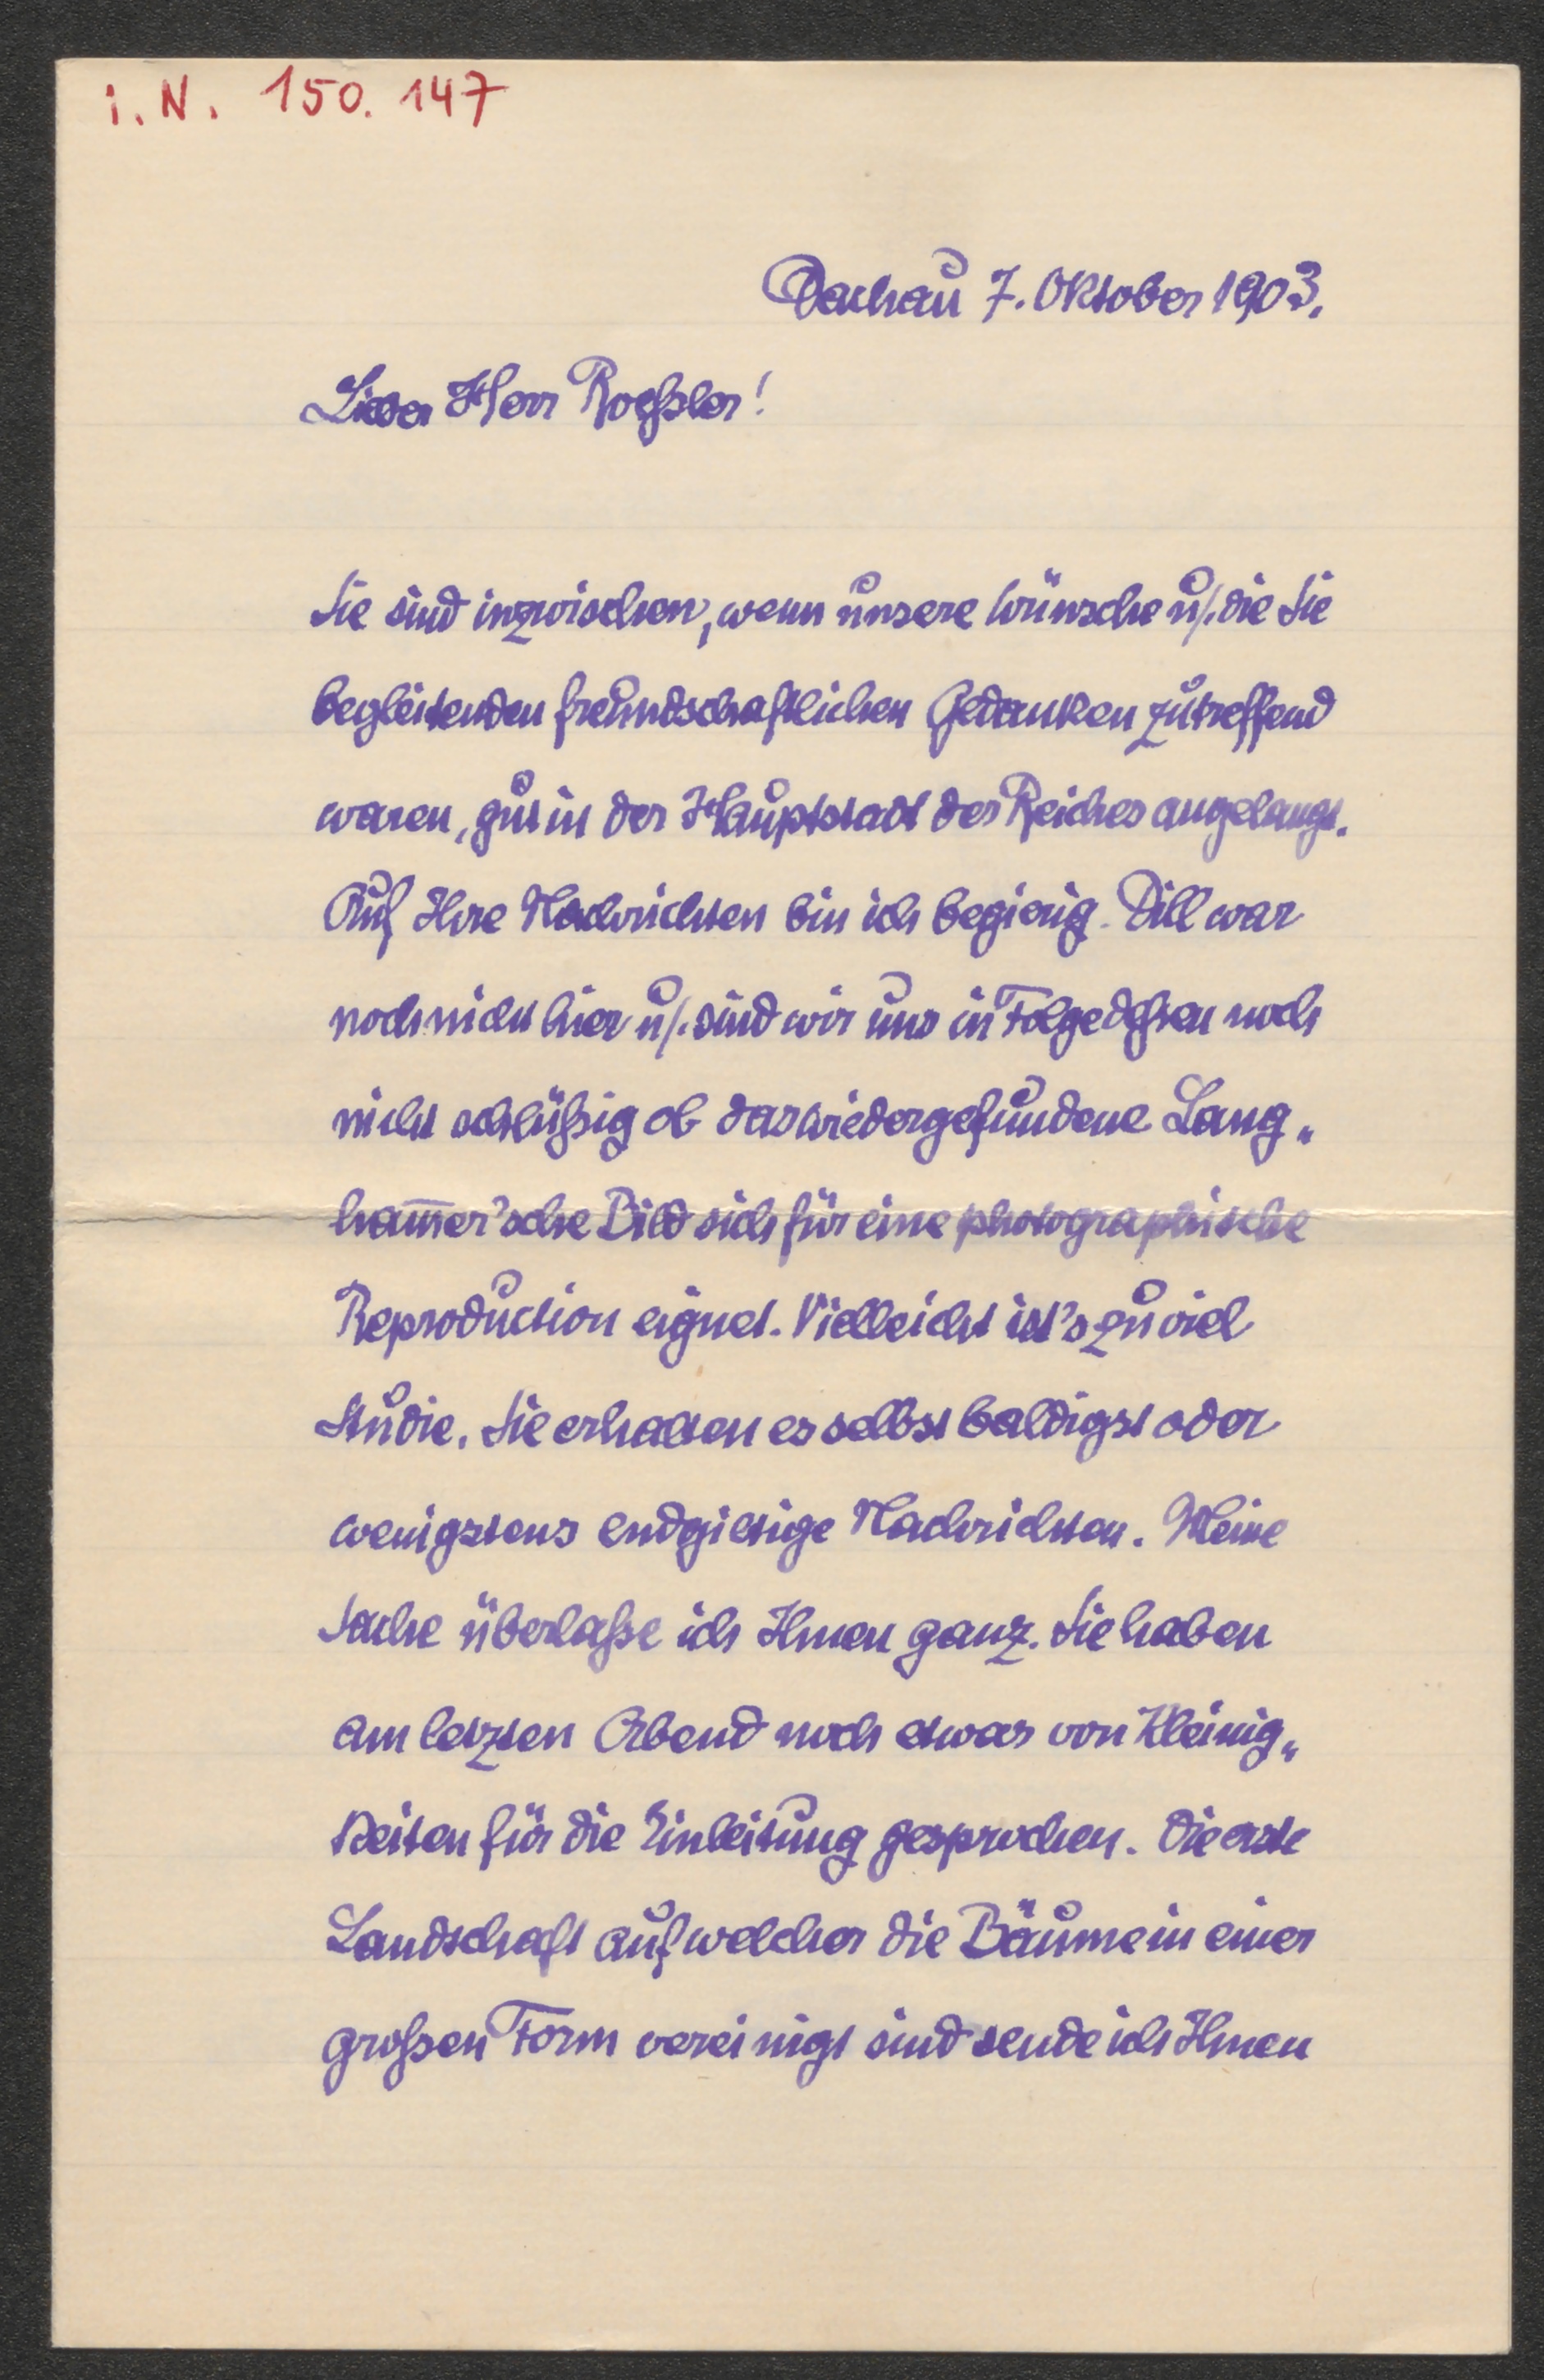 i. N. 150. 147
Dachau 7. Oktober 1903.
Lieber Herr Roeßler!
Sie sind inzwischen, wenn unsere Wünsche u/. die Sie
begleitenden freundschaftlichen Gedanken zutreffend
waren, gut in der Hauptstadt des Reiches angelangt.
Auf Ihre Nachrichten bin ich begierig. Dill war
noch nicht hier u/. sind wir uns in Folgedeßen noch
nicht schlüßig ob das wiedergefundene Lang„
ham̅er'sche Bild sich für eine photographische
Reproduction eignet. Vielleicht ist's zu viel
Studie. Sie erhalten es selbst baldigst oder
wenigstens endgiltige Nachrichten. Meine
Sache überlaße ich Ihnen ganz. Sie haben
am letzten Abend noch etwas von Kleinig„
keiten für die Einleitung gesprochen. Die erste
Landschaft auf welcher die Bäume in einer
großen Form vereinigt sind sende ich Ihnen